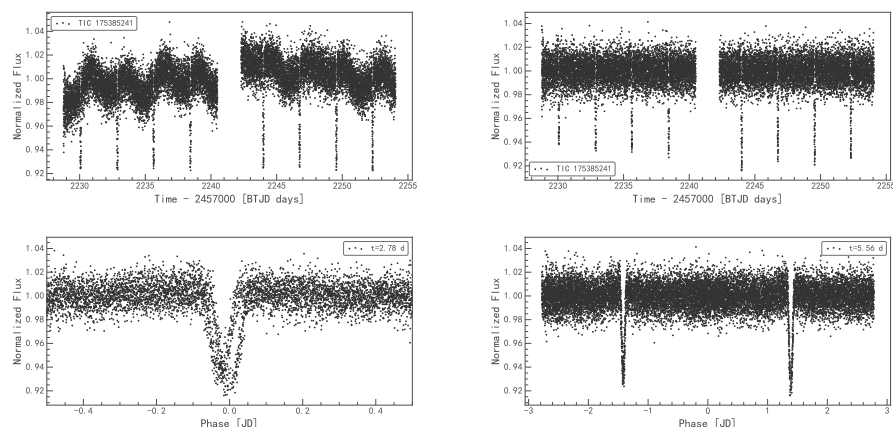 TIC 175385241
1.04
1.02
1.00
0.98
0.96
0.94
0.92
Normalized Flux
2230 2235 2240 2245 2250 2255
Time - 2457000 [BTJD days]
TIC 175385241
1.04
1.02
1.00
0.98
0.96
0.94
0.92
Normalized Flux
2230 2235 2240 2245 2250 2255
Time - 2457000 [BTJD days]
t=2.78 d
1.04
1.02
1.00
0.98
0.96
0.94
0.92
Normalized Flux
−0.4 −0.2 0.0 0.2 0.4
Phase [JD]
t=5.56 d
1.04
1.02
1.00
0.98
0.96
0.94
0.92
Normalized Flux
−3 −2 −1 0 1 2 3
Phase [JD]